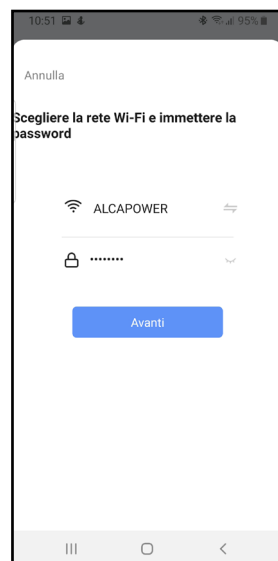 10:51 95%
Annulla
Scegliere la rete Wi-Fi e immettere la
password
ALCAPOWER
••••••••
Avanti